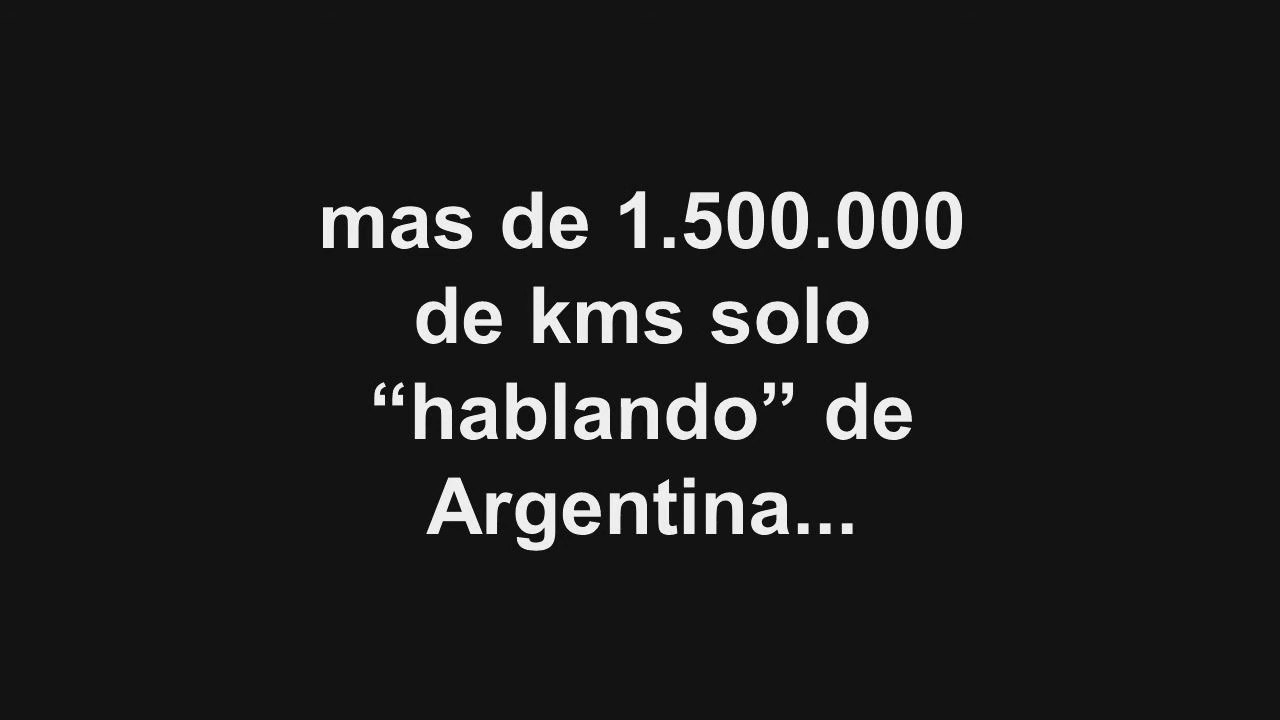 mas de 1.500.000
de kms solo
“hablando” de
Argentina...